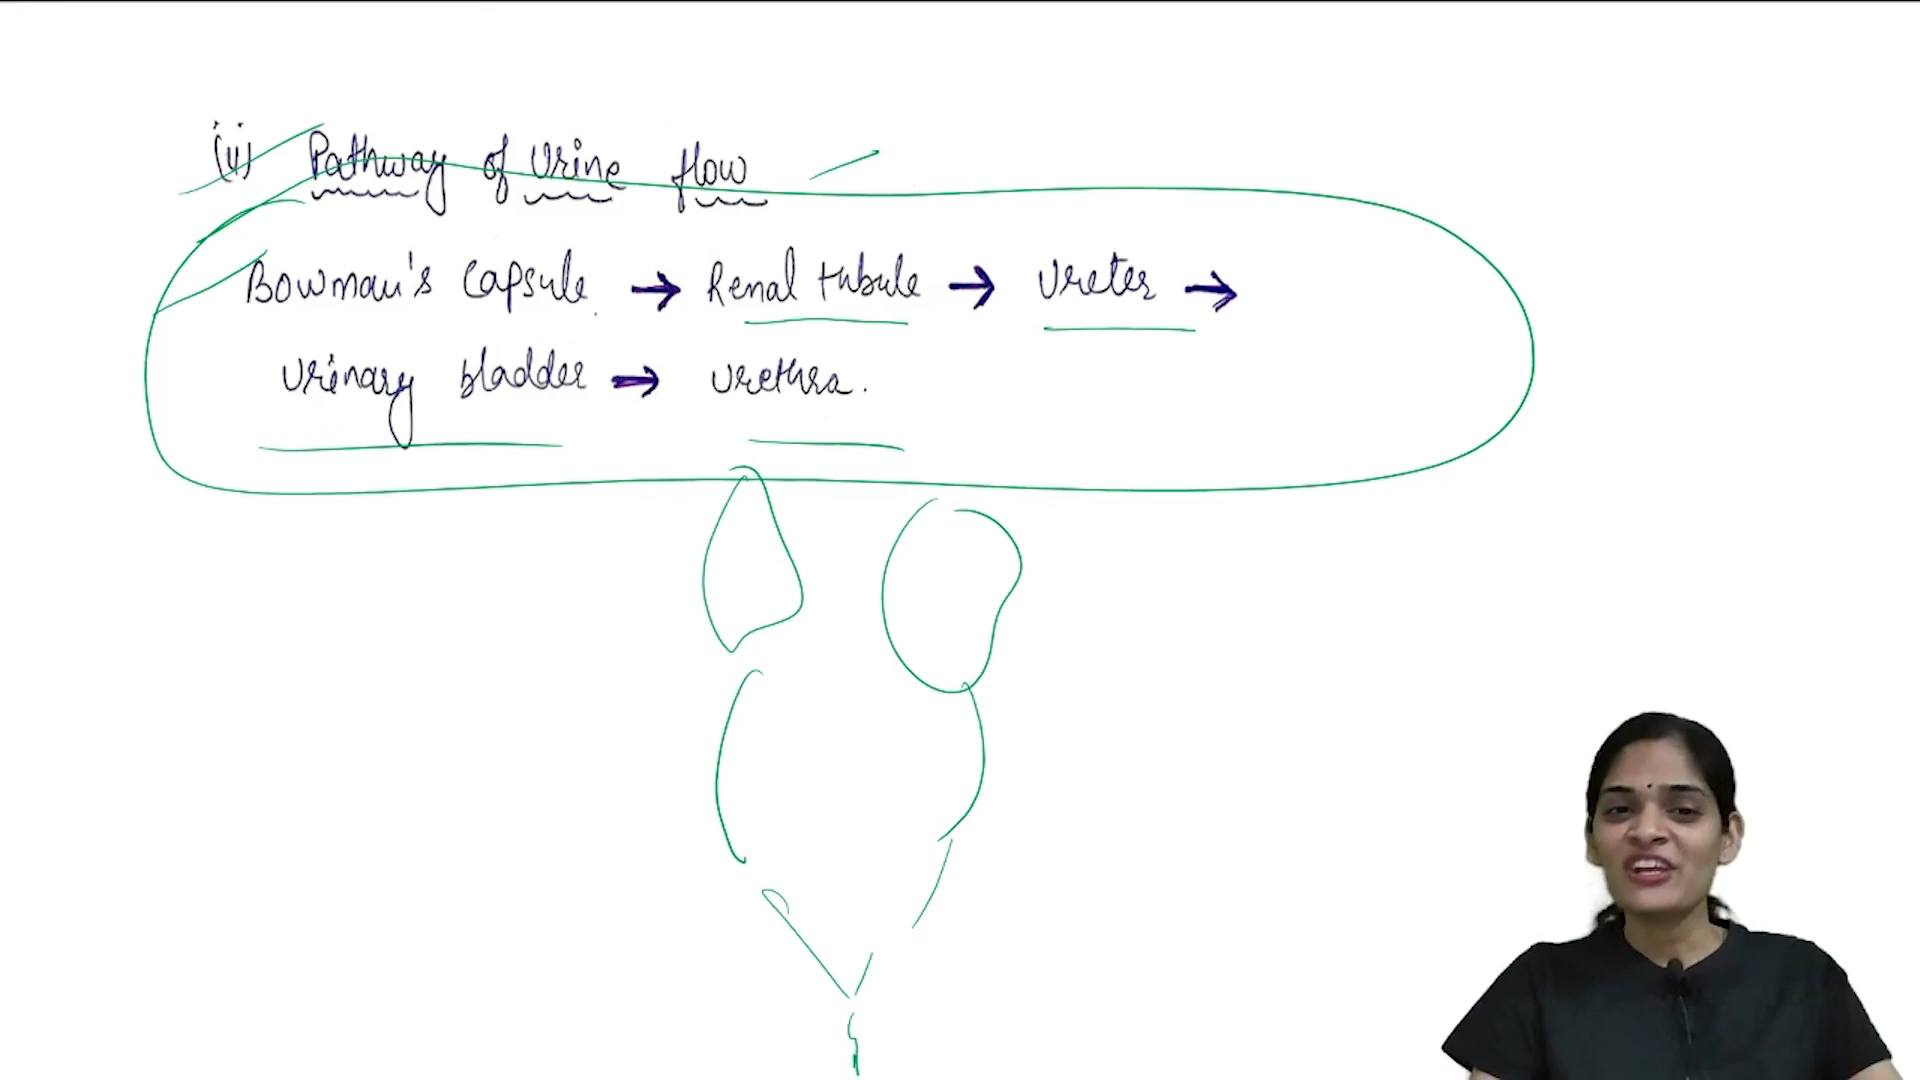 (ii) Pathway of Urine flow
Bowman's Capsule → Renal tubule → Ureter →
Urinary bladder → Urethra.